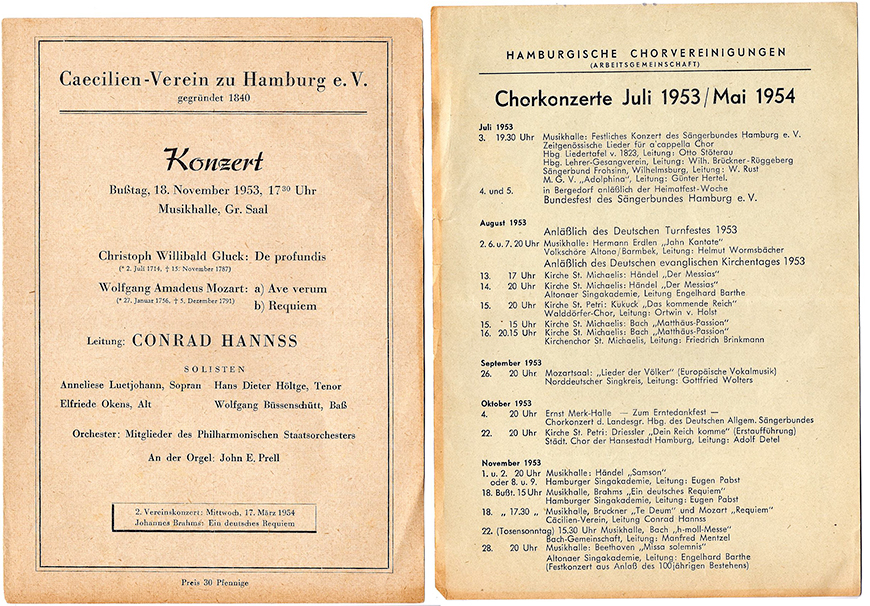 Caecilien-Verein zu Hamburg e. V.
gegründet 1840
Konzert
Bußtag, 18. November 1953, 17³⁰ Uhr
Musikhalle, Gr. Saal
Christoph Willibald Gluck: De profundis
(* 2. Juli 1714, † 15. November 1787)
Wolfgang Amadeus Mozart: a) Ave verum
(* 27. Januar 1756, † 5. Dezember 1791)
b) Requiem
Leitung: CONRAD HANNSS
SOLISTEN
Anneliese Luetjohann, Sopran Hans Dieter Höltge, Tenor
Elfriede Okens, Alt Wolfgang Büssenschütt, Baß
Orchester: Mitglieder des Philharmonischen Staatsorchesters
An der Orgel: John E. Prell
2. Vereinskonzert: Mittwoch, 17. März 1954
Johannes Brahms: Ein deutsches Requiem
Preis 30 Pfennige
HAMBURGISCHE CHORVEREINIGUNGEN
(ARBEITSGEMEINSCHAFT)
Chorkonzerte Juli 1953/Mai 1954
Juli 1953
3. 19.30 Uhr Musikhalle: Festliches Konzert des Sängerbundes Hamburg e. V.
Zeitgenössische Lieder für a'cappella Chor
Hbg. Liedertafel v. 1823, Leitung: Otto Stöterau
Hbg. Lehrer-Gesangverein, Leitung: Wilh. Brückner-Rüggeberg
Sängerbund Frohsinn, Wilhelmsburg, Leitung: W. Rust
M. G. V. „Adolphina", Leitung: Günter Hertel.
4. und 5. in Bergedorf anläßlich der Heimatfest-Woche
Bundesfest des Sängerbundes Hamburg e. V.
August 1953
Anläßlich des Deutschen Turnfestes 1953
2. 6. u. 7. 20 Uhr Musikhalle: Hermann Erdlen „Jahn Kantate"
Volkschöre Altona/Barmbek, Leitung: Helmut Wormsbächer
Anläßlich des Deutschen evanglischen Kirchentages 1953
13. 17 Uhr Kirche St. Michaelis: Händel „Der Messias"
14. 20 Uhr Kirche St. Michaelis: Händel „Der Messias"
Altonaer Singakademie, Leitung Engelhard Barthe
15. 20 Uhr Kirche St. Petri: Kukuck „Das kommende Reich"
Walddörfer-Chor, Leitung: Ortwin v. Holst
15. 15 Uhr Kirche St. Michaelis: Bach „Matthäus-Passion"
16. 20.15 Uhr Kirche St. Michaelis: Bach „Matthäus-Passion"
Kirchenchor St. Michaelis, Leitung: Friedrich Brinkmann
September 1953
26. 20 Uhr Mozartsaal: „Lieder der Völker" (Europäische Vokalmusik)
Norddeutscher Singkreis, Leitung: Gottfried Wolters
Oktober 1953
4. 20 Uhr Ernst Merk-Halle — Zum Erntedankfest —
Chorkonzert d. Landesgr. Hbg. des Deutschen Allgem. Sängerbundes
22. 20 Uhr Kirche St. Petri: Driessler „Dein Reich komme" (Erstaufführung)
Städt. Chor der Hansestadt Hamburg, Leitung: Adolf Detel
November 1953
1. u. 2. 20 Uhr Musikhalle: Händel „Samson"
oder 8. u. 9. Hamburger Singakademie, Leitung: Eugen Pabst
18. Bußt. 15 Uhr Musikhalle, Brahms „Ein deutsches Requiem"
Hamburger Singakademie, Leitung: Eugen Pabst
18. „ 17.30 „ Musikhalle, Bruckner „Te Deum" und Mozart „Requiem"
Cäcilien-Verein, Leitung Conrad Hannss
22. (Tosensonntag) 15.30 Uhr Musikhalle, Bach „h-moll-Messe"
Bach-Gemeinschaft, Leitung: Manfred Mentzel
28. 20 Uhr Musikhalle: Beethoven „Missa solemnis"
Altonaer Singakademie, Leitung: Engelhard Barthe
(Festkonzert aus Anlaß des 100jährigen Bestehens)